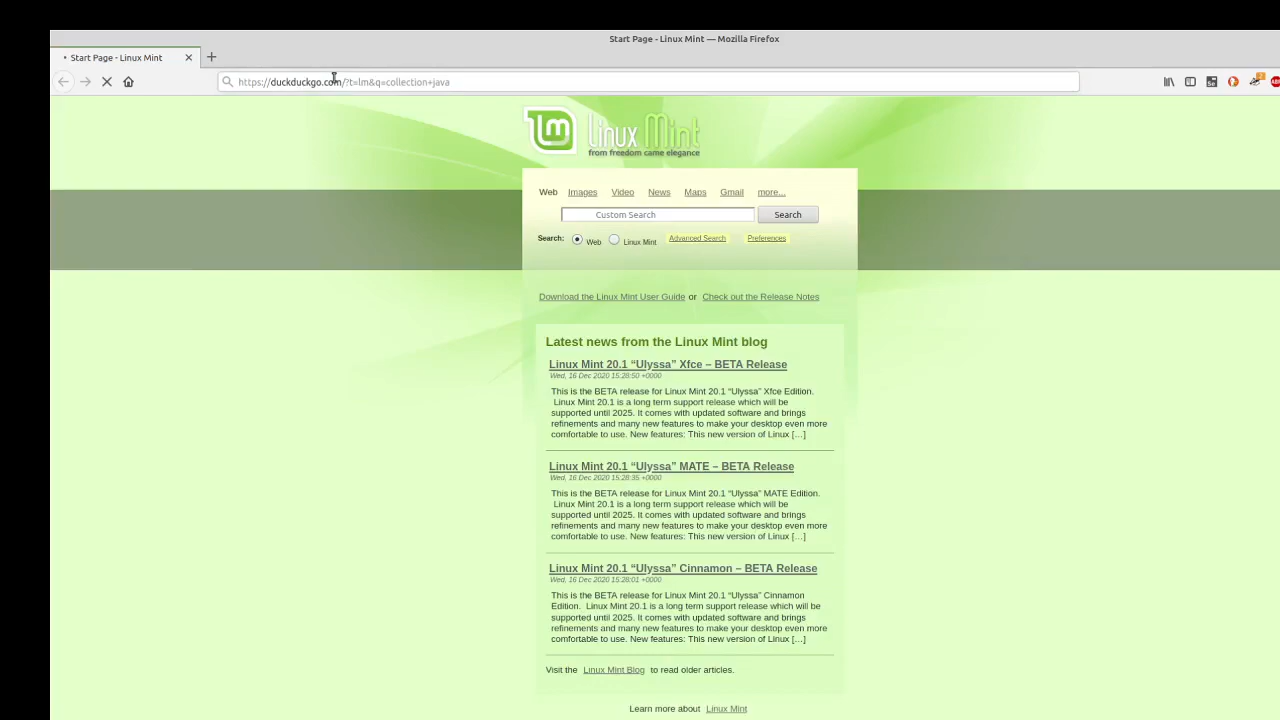 Start Page - Linux Mint — Mozilla Firefox
Start Page - Linux Mint
https://duckduckgo.com/?t=lm&q=collection+java
2
lm Linux Mint
from freedom came elegance
Web Images Video News Maps Gmail more...
Custom Search Search
Search: Web Linux Mint Advanced Search Preferences
Download the Linux Mint User Guide or Check out the Release Notes
Latest news from the Linux Mint blog
Linux Mint 20.1 “Ulyssa” Xfce – BETA Release
Wed, 16 Dec 2020 15:28:50 +0000
This is the BETA release for Linux Mint 20.1 “Ulyssa” Xfce Edition.
Linux Mint 20.1 is a long term support release which will be
supported until 2025. It comes with updated software and brings
refinements and many new features to make your desktop even more
comfortable to use. New features: This new version of Linux […]
Linux Mint 20.1 “Ulyssa” MATE – BETA Release
Wed, 16 Dec 2020 15:28:35 +0000
This is the BETA release for Linux Mint 20.1 “Ulyssa” MATE Edition.
Linux Mint 20.1 is a long term support release which will be
supported until 2025. It comes with updated software and brings
refinements and many new features to make your desktop even more
comfortable to use. New features: This new version of Linux […]
Linux Mint 20.1 “Ulyssa” Cinnamon – BETA Release
Wed, 16 Dec 2020 15:28:01 +0000
This is the BETA release for Linux Mint 20.1 “Ulyssa” Cinnamon
Edition. Linux Mint 20.1 is a long term support release which will be
supported until 2025. It comes with updated software and brings
refinements and many new features to make your desktop even more
comfortable to use. New features: This new version of Linux […]
Visit the Linux Mint Blog to read older articles.
Learn more about Linux Mint